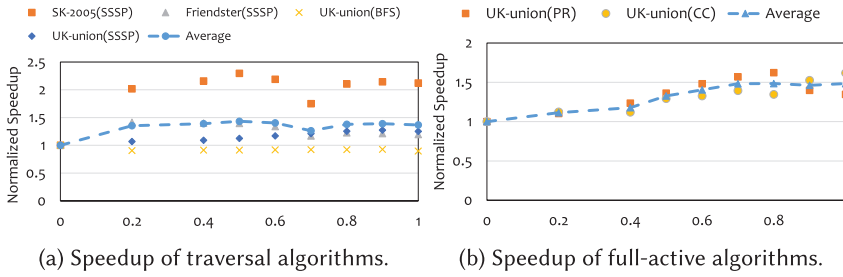 SK-2005(SSSP) Friendster(SSSP) UK-union(BFS)
UK-union(SSSP) Average
Normalized Speedup
2.5
2
1.5
1
0.5
0
0 0.2 0.4 0.6 0.8 1
(a) Speedup of traversal algorithms.
UK-union(PR) UK-union(CC) Average
Normalized Speedup
2
1.5
1
0.5
0
0 0.2 0.4 0.6 0.8
(b) Speedup of full-active algorithms.